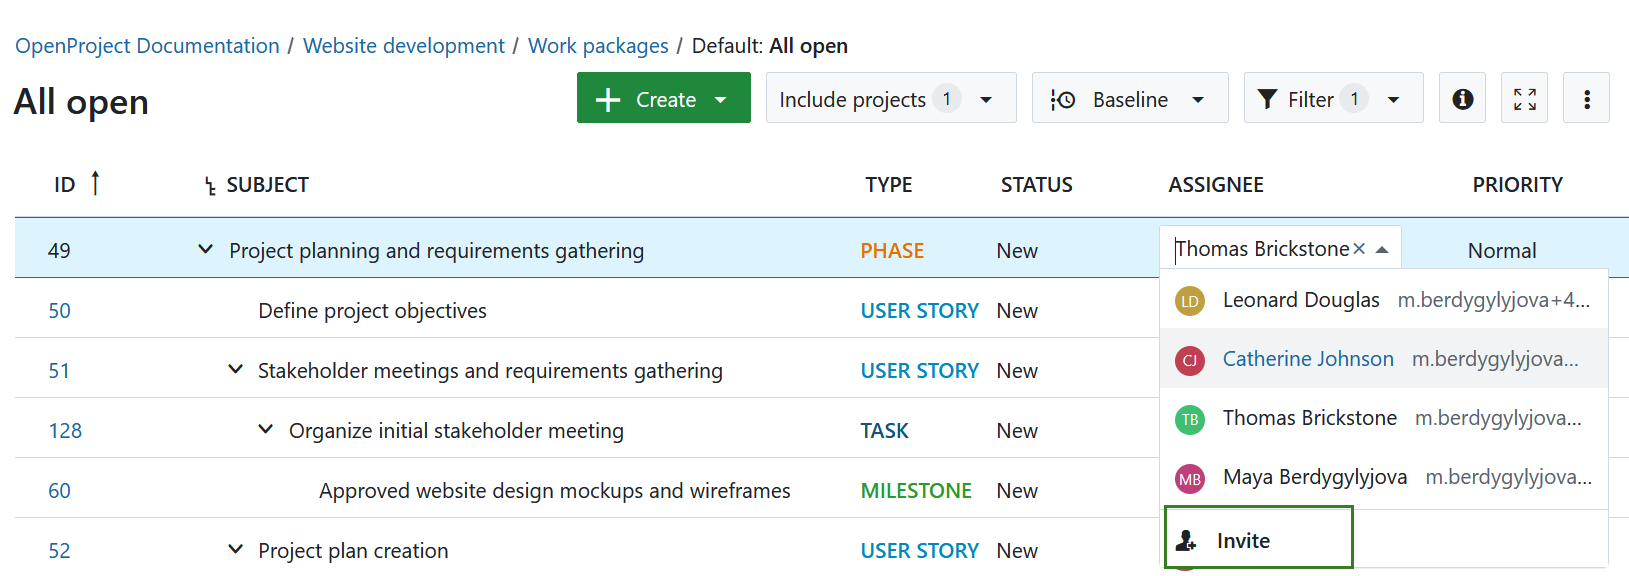 OpenProject Documentation / Website development / Work packages / Default: All open
All open
Create
Include projects 1
Baseline
Filter 1
ID SUBJECT TYPE STATUS ASSIGNEE PRIORITY
49 Project planning and requirements gathering PHASE New Thomas Brickstone Normal
LD Leonard Douglas m.berdygylyjova+4...
50 Define project objectives USER STORY New
CJ Catherine Johnson m.berdygylyjova...
51 Stakeholder meetings and requirements gathering USER STORY New
TB Thomas Brickstone m.berdygylyjova...
128 Organize initial stakeholder meeting TASK New
MB Maya Berdygylyjova m.berdygylyjova...
60 Approved website design mockups and wireframes MILESTONE New
Invite
52 Project plan creation USER STORY New